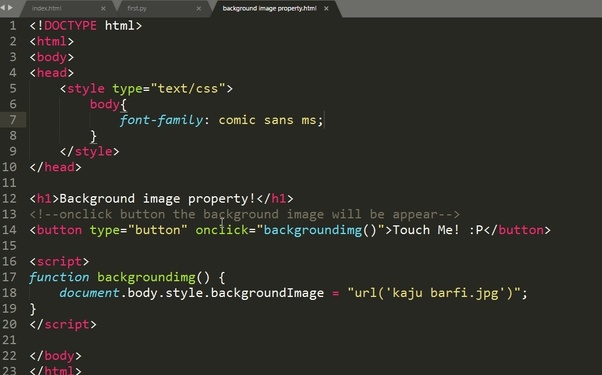 index.html × first.py × background image property.html ×
1 <!DOCTYPE html>
2 <html>
3 <body>
4 <head>
5 <style type="text/css">
6 body{
7 font-family: comic sans ms;
8 }
9 </style>
10 </head>
11
12 <h1>Background image property!</h1>
13 <!--onclick button the background image will be appear-->
14 <button type="button" onclick="backgroundimg()">Touch Me! :P</button>
15
16 <script>
17 function backgroundimg() {
18 document.body.style.backgroundImage = "url('kaju barfi.jpg')";
19 }
20 </script>
21
22 </body>
23 </html>